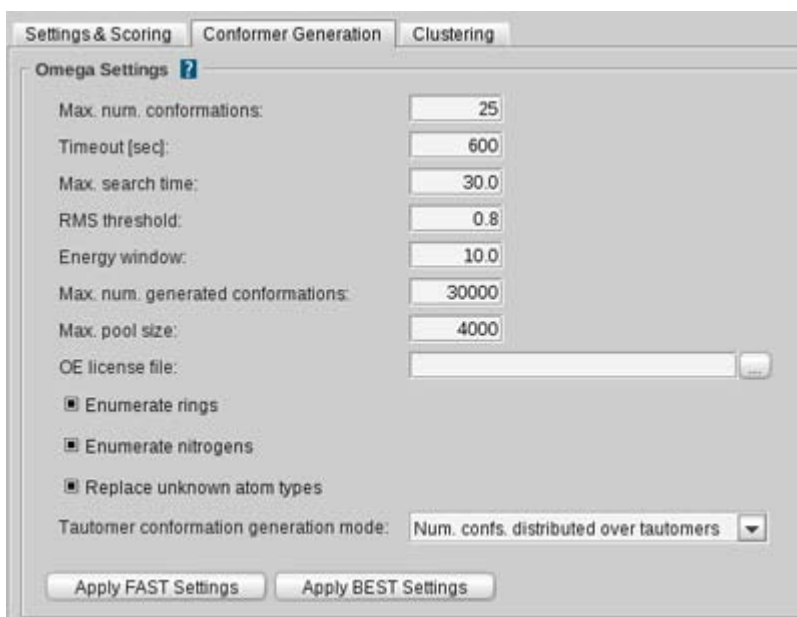 Settings & Scoring Conformer Generation Clustering
Omega Settings ?
Max. num. conformations: 25
Timeout [sec]: 600
Max. search time: 30.0
RMS threshold: 0.8
Energy window: 10.0
Max. num. generated conformations: 30000
Max. pool size: 4000
OE license file: ...
Enumerate rings
Enumerate nitrogens
Replace unknown atom types
Tautomer conformation generation mode: Num. confs. distributed over tautomers
Apply FAST Settings Apply BEST Settings